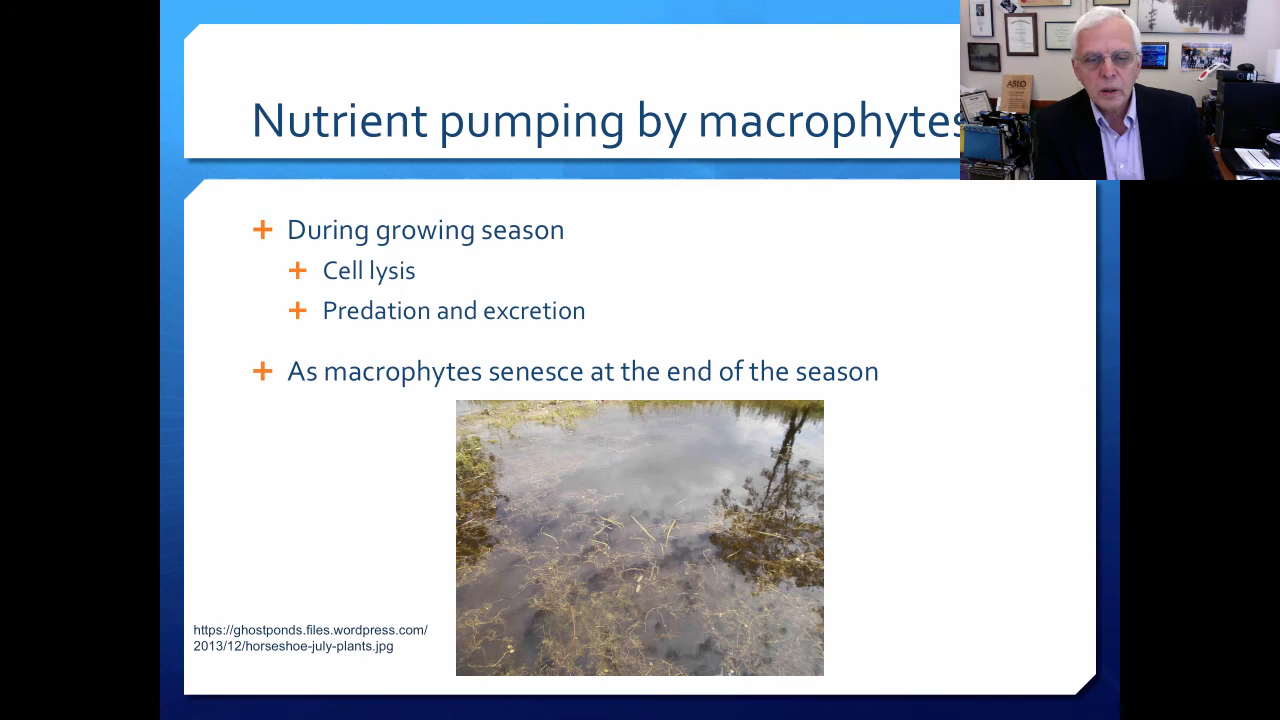 Nutrient pumping by macrophytes
ASLO
During growing season
Cell lysis
Predation and excretion
As macrophytes senesce at the end of the season
https://ghostponds.files.wordpress.com/
2013/12/horseshoe-july-plants.jpg